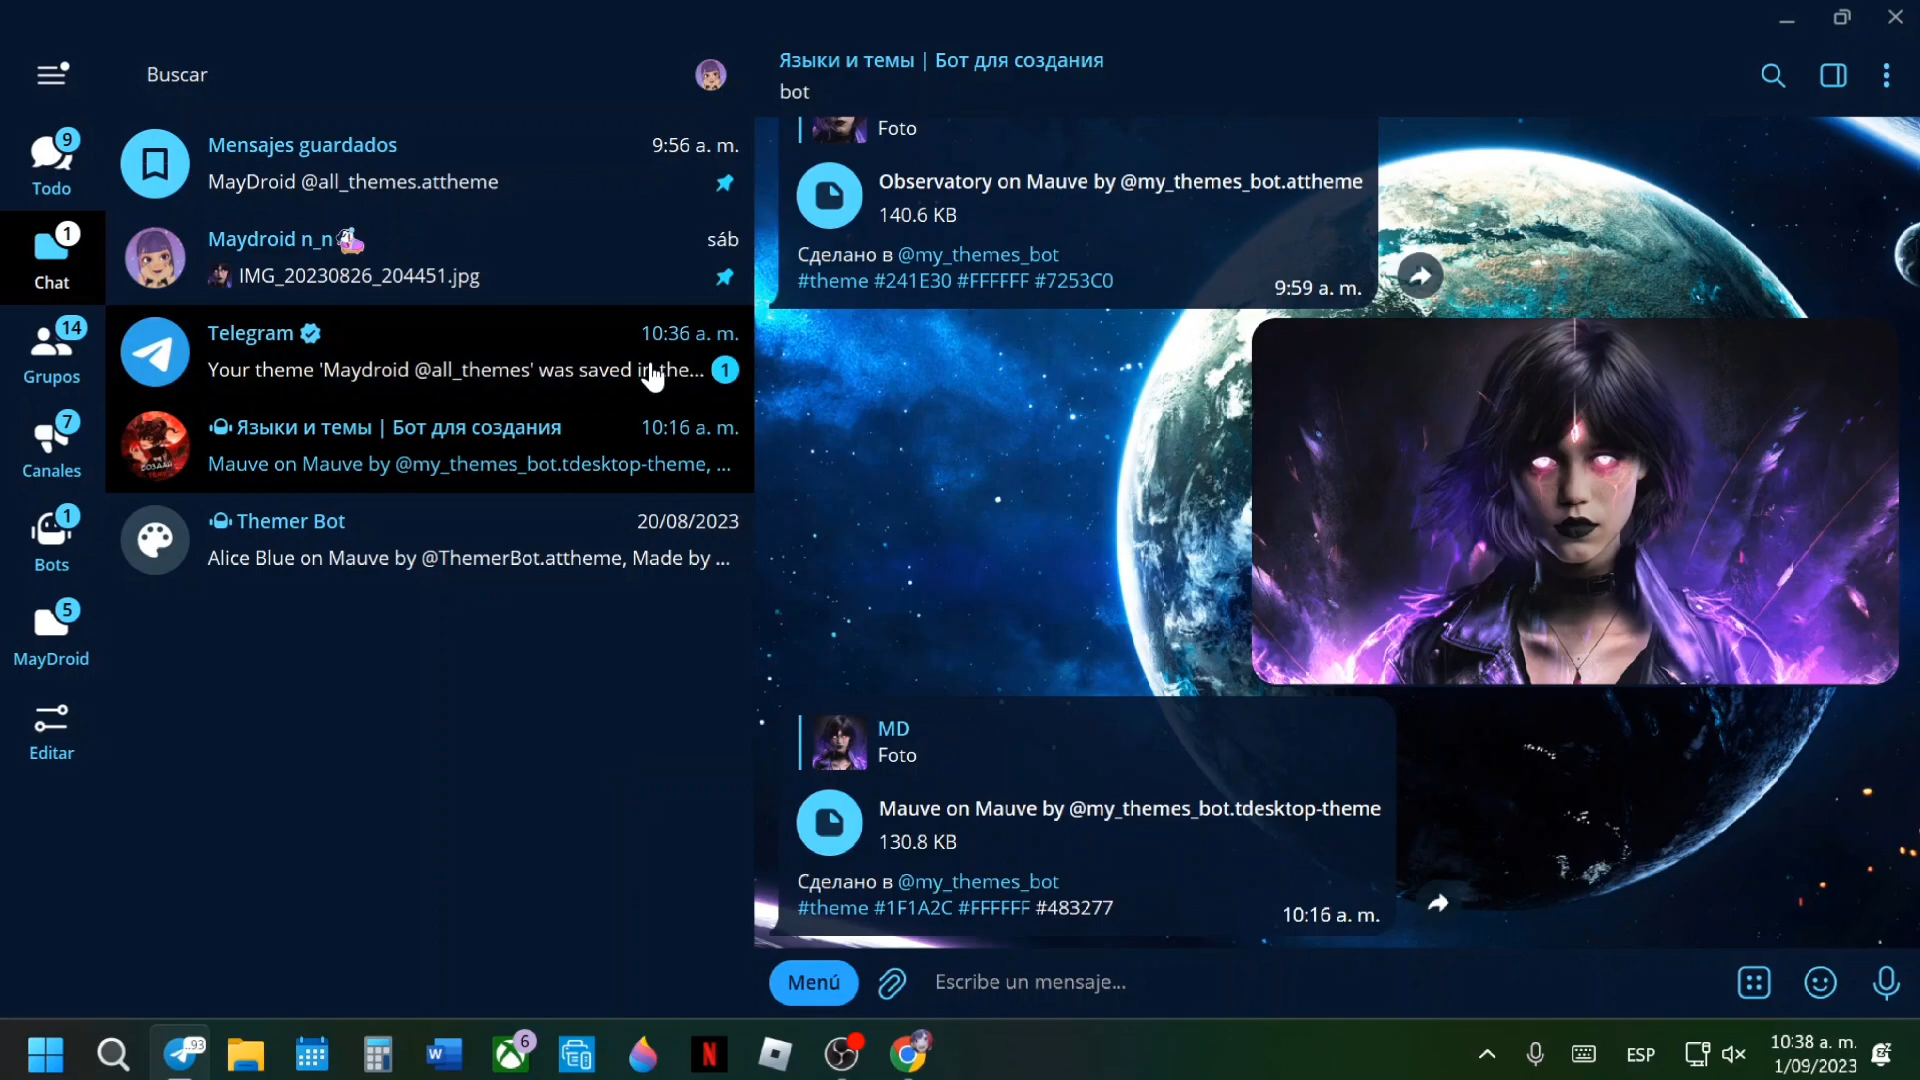 Buscar
9
Todo
1
Chat
14
Grupos
7
Canales
1
Bots
5
MayDroid
Editar
Mensajes guardados 9:56 a. m.
MayDroid @all_themes.attheme
Maydroid n_n sáb
IMG_20230826_204451.jpg
Telegram 10:36 a. m.
Your theme 'Maydroid @all_themes' was saved in the... 1
Языки и темы | Бот для создания 10:16 a. m.
Mauve on Mauve by @my_themes_bot.tdesktop-theme, ...
Themer Bot 20/08/2023
Alice Blue on Mauve by @ThemerBot.attheme, Made by ...
Языки и темы | Бот для создания
bot
Foto
Observatory on Mauve by @my_themes_bot.attheme
140.6 KB
Сделано в @my_themes_bot
#theme #241E30 #FFFFFF #7253C0
9:59 a. m.
MD
Foto
Mauve on Mauve by @my_themes_bot.tdesktop-theme
130.8 KB
Сделано в @my_themes_bot
#theme #1F1A2C #FFFFFF #483277
10:16 a. m.
Menú
Escribe un mensaje...
..93
W
6
N
ESP
10:38 a. m.
1/09/2023